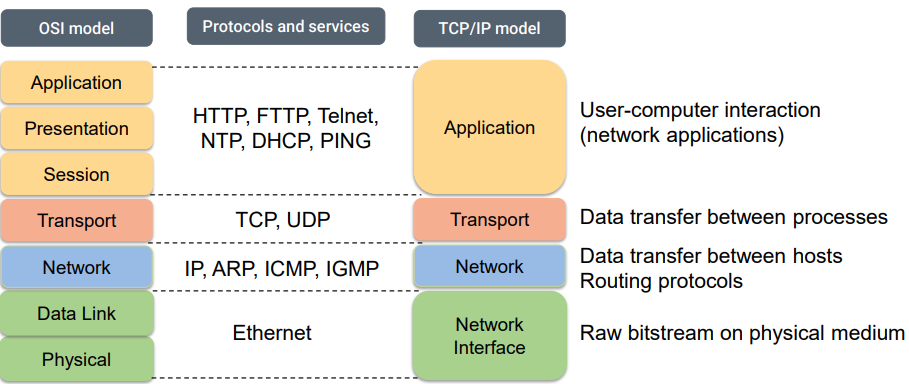 OSI model
Protocols and services
TCP/IP model
Application
Presentation
Session
HTTP, FTTP, Telnet,
NTP, DHCP, PING
Application
User-computer interaction
(network applications)
Transport
TCP, UDP
Transport
Data transfer between processes
Network
IP, ARP, ICMP, IGMP
Network
Data transfer between hosts
Routing protocols
Data Link
Physical
Ethernet
Network
Interface
Raw bitstream on physical medium